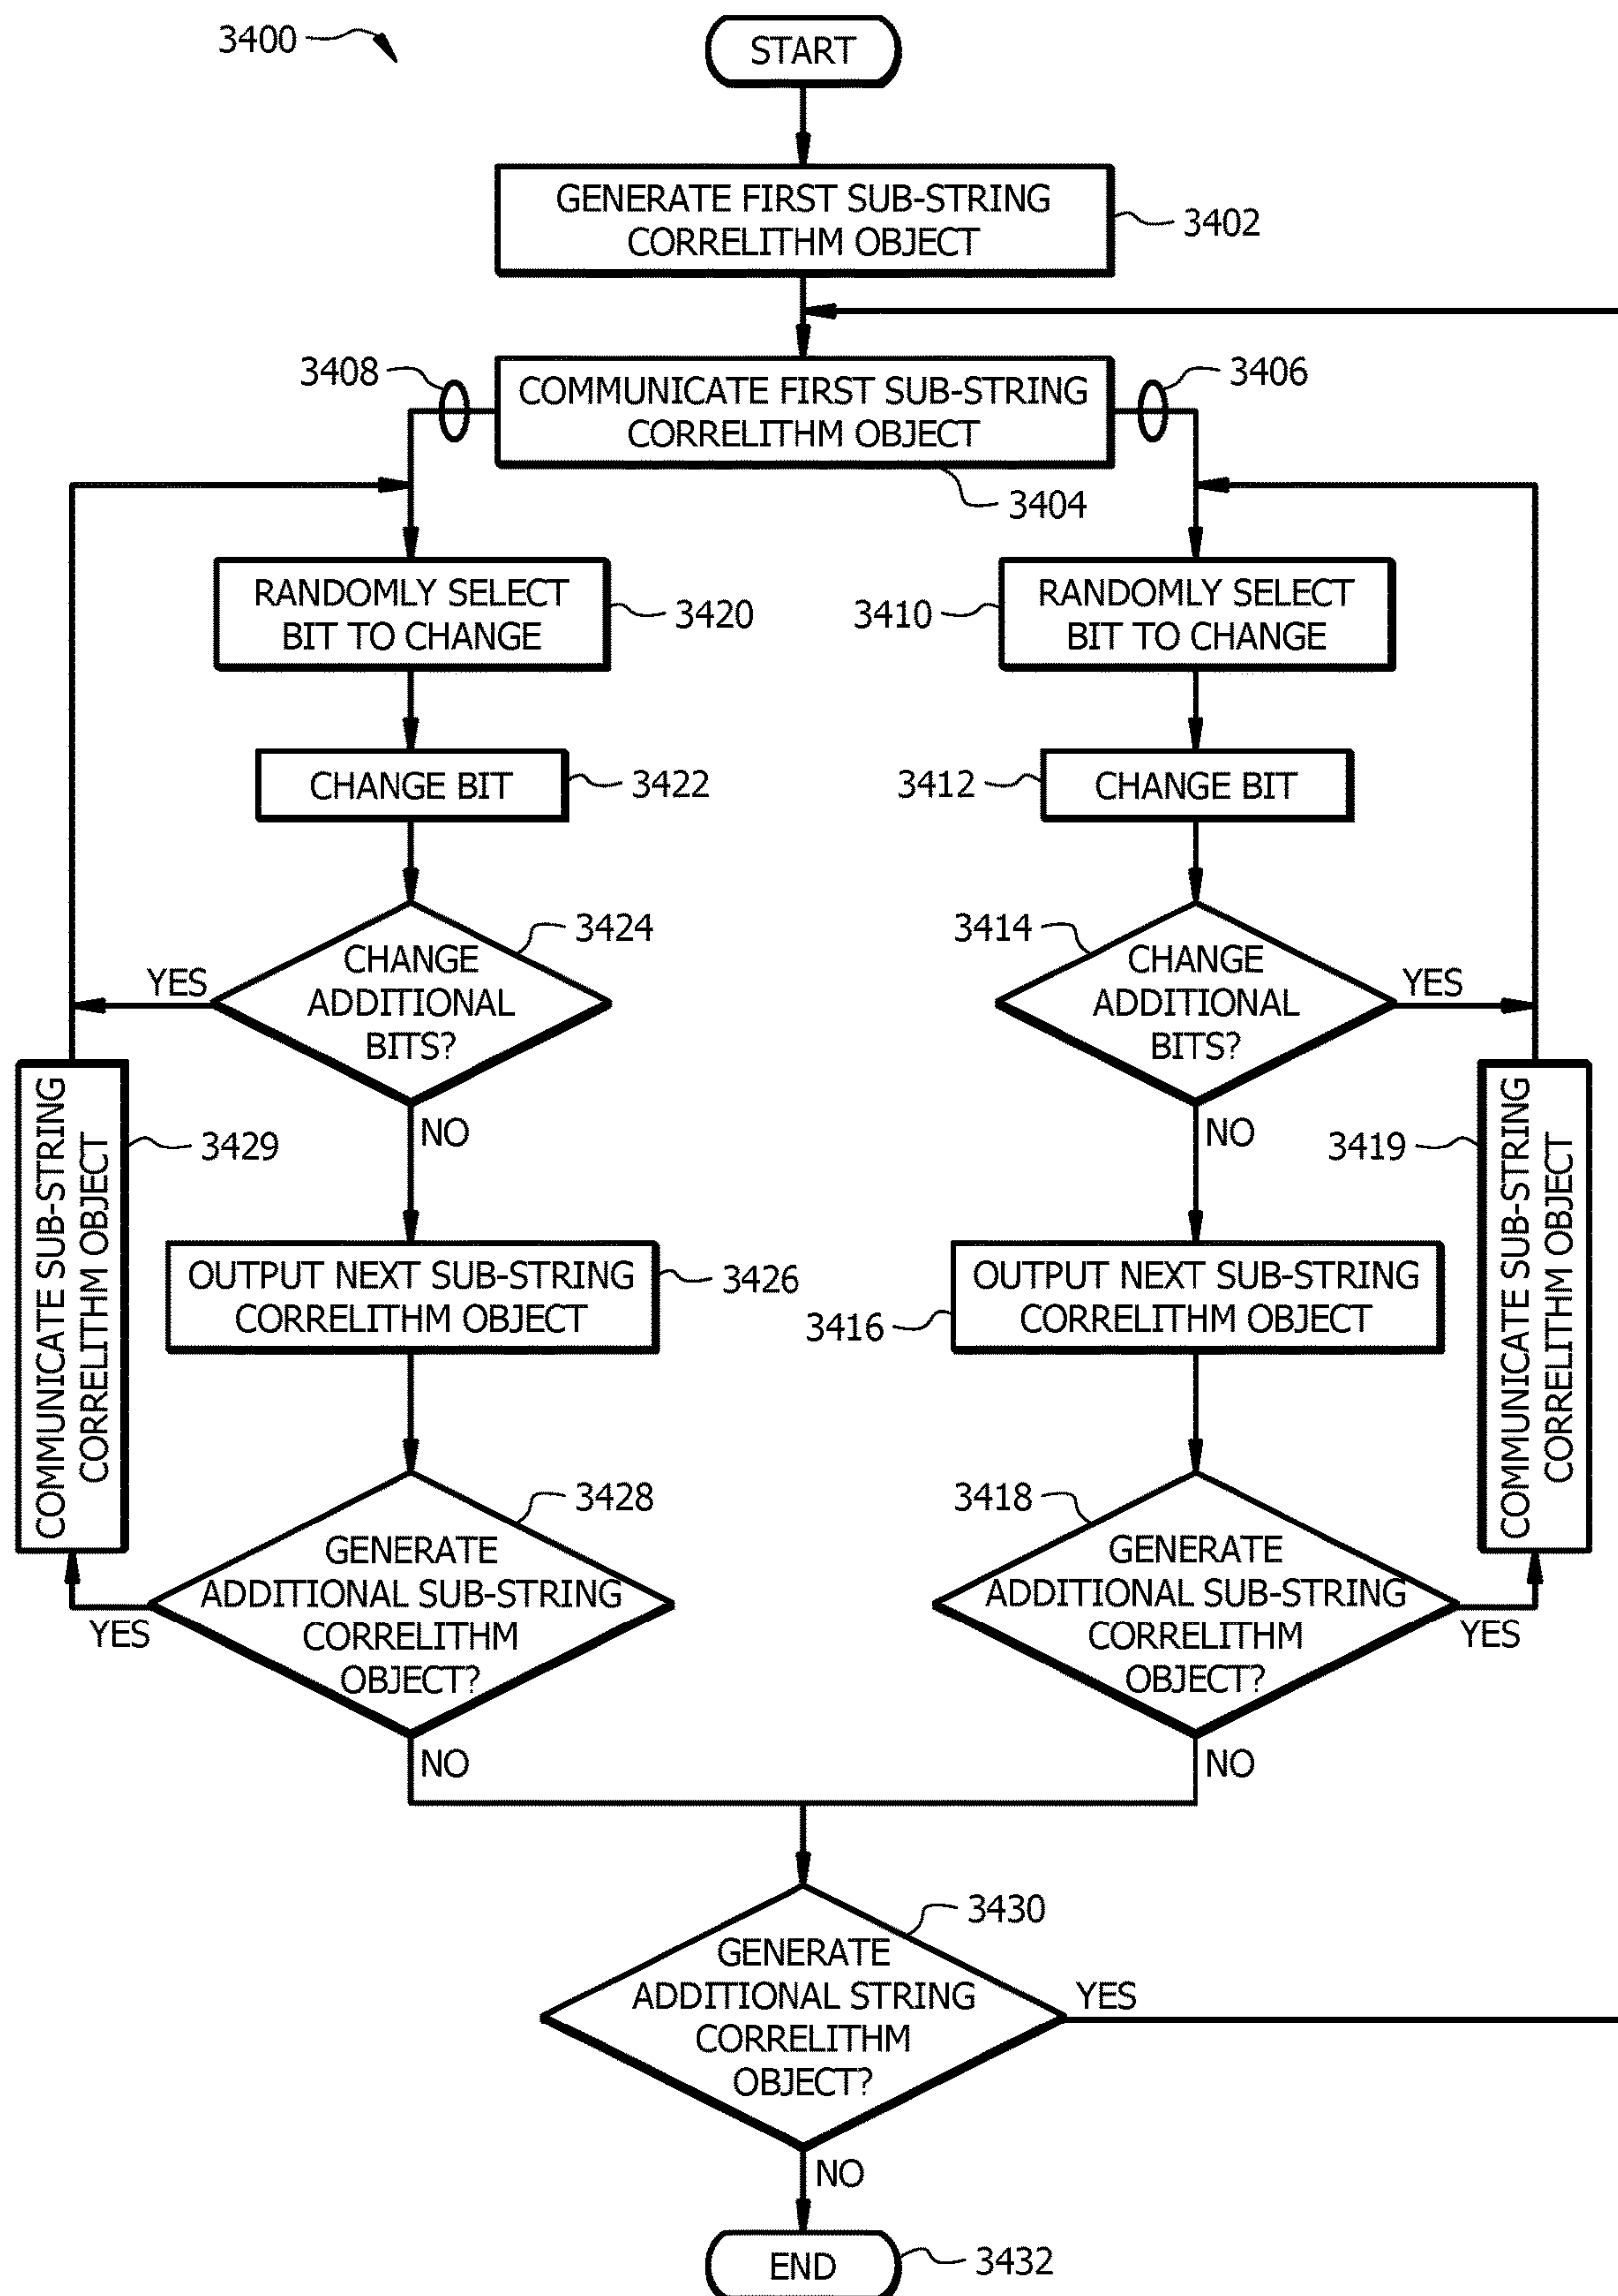 3400
START
GENERATE FIRST SUB-STRING
CORRELITHM OBJECT
3402
3408
COMMUNICATE FIRST SUB-STRING
CORRELITHM OBJECT
3406
3404
RANDOMLY SELECT
BIT TO CHANGE
3420
3410
RANDOMLY SELECT
BIT TO CHANGE
CHANGE BIT
3422
3412
CHANGE BIT
3424
CHANGE
ADDITIONAL
BITS?
YES
NO
3414
CHANGE
ADDITIONAL
BITS?
YES
NO
COMMUNICATE SUB-STRING
CORRELITHM OBJECT
3429
3419
COMMUNICATE SUB-STRING
CORRELITHM OBJECT
OUTPUT NEXT SUB-STRING
CORRELITHM OBJECT
3426
3416
OUTPUT NEXT SUB-STRING
CORRELITHM OBJECT
3428
GENERATE
ADDITIONAL SUB-STRING
CORRELITHM
OBJECT?
YES
NO
3418
GENERATE
ADDITIONAL SUB-STRING
CORRELITHM
OBJECT?
YES
NO
3430
GENERATE
ADDITIONAL STRING
CORRELITHM
OBJECT?
YES
NO
END
3432